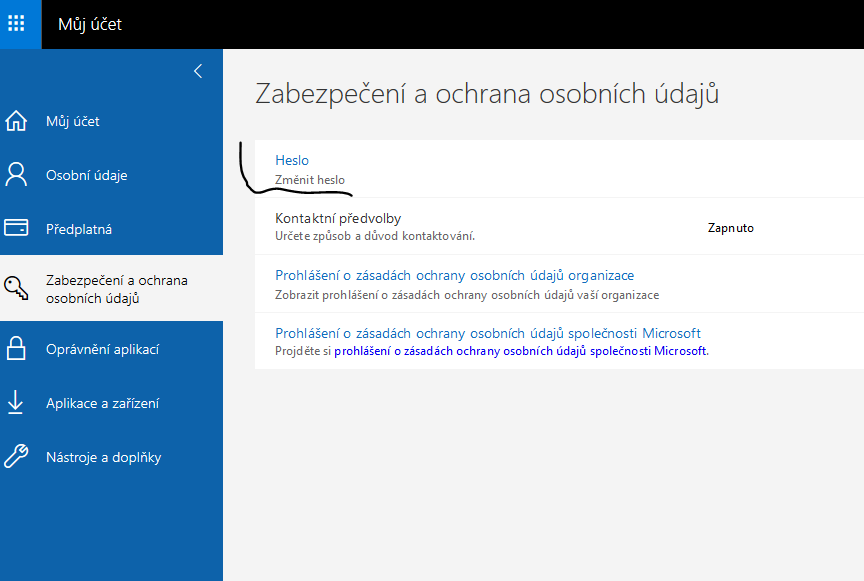 Můj účet
Zabezpečení a ochrana osobních údajů
Můj účet
Osobní údaje
Předplatná
Zabezpečení a ochrana
osobních údajů
Oprávnění aplikací
Aplikace a zařízení
Nástroje a doplňky
Heslo
Změnit heslo
Kontaktní předvolby
Určete způsob a důvod kontaktování.
Zapnuto
Prohlášení o zásadách ochrany osobních údajů organizace
Zobrazit prohlášení o zásadách ochrany osobních údajů vaší organizace
Prohlášení o zásadách ochrany osobních údajů společnosti Microsoft
Projděte si prohlášení o zásadách ochrany osobních údajů společnosti Microsoft.